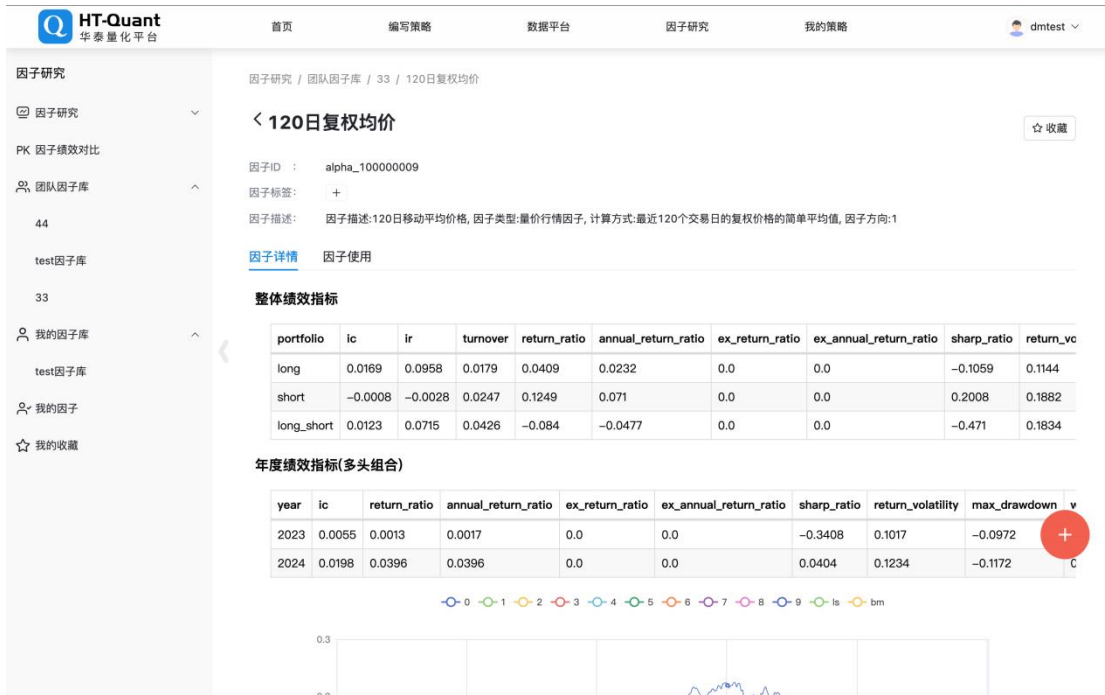 HT-Quant
华泰量化平台
首页 编写策略 数据平台 因子研究 我的策略 dmtest
因子研究
因子研究
PK 因子绩效对比
团队因子库
44
test因子库
33
我的因子库
test因子库
我的因子
我的收藏
因子研究 / 团队因子库 / 33 / 120日复权均价
120日复权均价
收藏
因子ID : alpha_100000009
因子标签: +
因子描述: 因子描述:120日移动平均价格, 因子类型:量价行情因子, 计算方式:最近120个交易日的复权价格的简单平均值, 因子方向:1
因子详情 因子使用
整体绩效指标
portfolio ic ir turnover return_ratio annual_return_ratio ex_return_ratio ex_annual_return_ratio sharp_ratio return_vo
long 0.0169 0.0958 0.0179 0.0409 0.0232 0.0 0.0 −0.1059 0.1144
short −0.0008 −0.0028 0.0247 0.1249 0.071 0.0 0.0 0.2008 0.1882
long_short 0.0123 0.0715 0.0426 −0.084 −0.0477 0.0 0.0 −0.471 0.1834
年度绩效指标(多头组合)
year ic return_ratio annual_return_ratio ex_return_ratio ex_annual_return_ratio sharp_ratio return_volatility max_drawdown
2023 0.0055 0.0013 0.0017 0.0 0.0 −0.3408 0.1017 −0.0972
2024 0.0198 0.0396 0.0396 0.0 0.0 0.0404 0.1234 −0.1172
0 1 2 3 4 5 6 7 8 9 ls bm
0.3